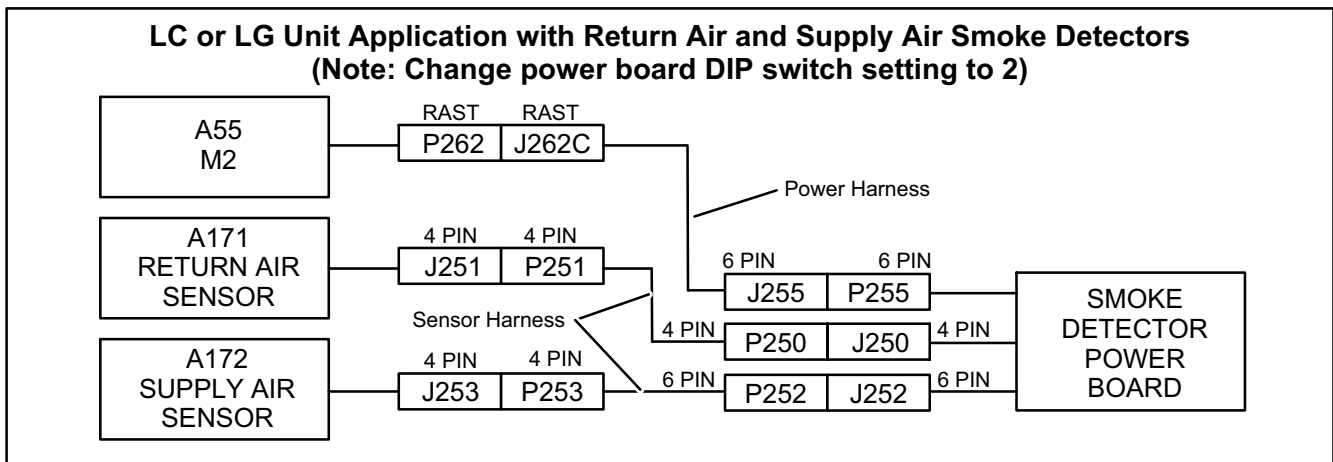 LC or LG Unit Application with Return Air and Supply Air Smoke Detectors
(Note: Change power board DIP switch setting to 2)
A55
M2
RAST RAST
P262 J262C
Power Harness
A171
RETURN AIR
SENSOR
4 PIN 4 PIN
J251 P251
Sensor Harness
A172
SUPPLY AIR
SENSOR
4 PIN 4 PIN
J253 P253
6 PIN 6 PIN
J255 P255
4 PIN P250 J250 4 PIN
6 PIN P252 J252 6 PIN
SMOKE
DETECTOR
POWER
BOARD